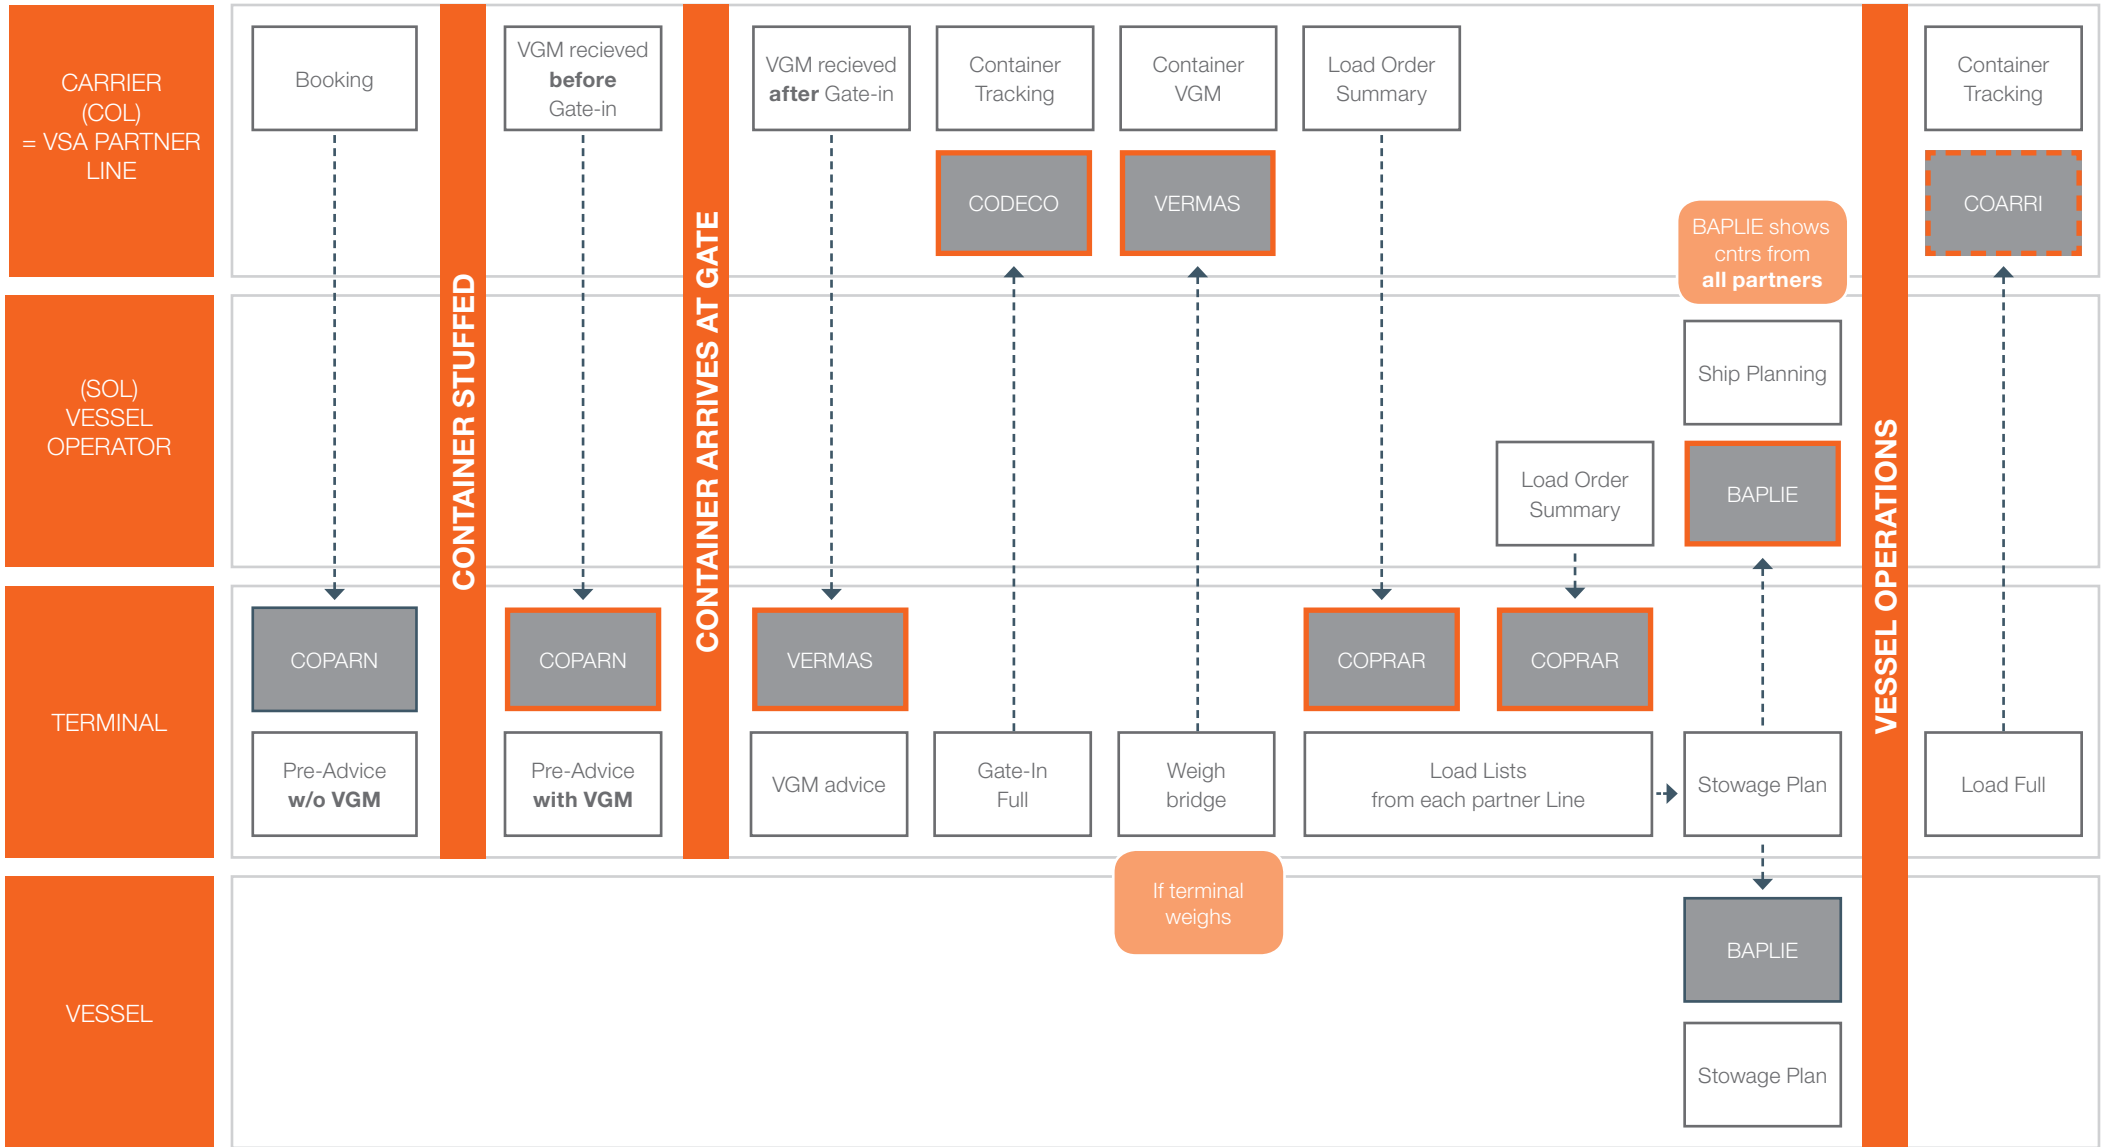 CARRIER
(COL)
= VSA PARTNER
LINE
Booking
VGM recieved
before
Gate-in
VGM recieved
after Gate-in
Container
Tracking
Container
VGM
Load Order
Summary
Container
Tracking
CODECO
VERMAS
COARRI
BAPLIE shows
cntrs from
all partners
CONTAINER STUFFED
CONTAINER ARRIVES AT GATE
VESSEL OPERATIONS
(SOL)
VESSEL
OPERATOR
Ship Planning
Load Order
Summary
BAPLIE
TERMINAL
COPARN
COPARN
VERMAS
COPRAR
COPRAR
Pre-Advice
w/o VGM
Pre-Advice
with VGM
VGM advice
Gate-In
Full
Weigh
bridge
Load Lists
from each partner Line
Stowage Plan
Load Full
If terminal
weighs
VESSEL
BAPLIE
Stowage Plan